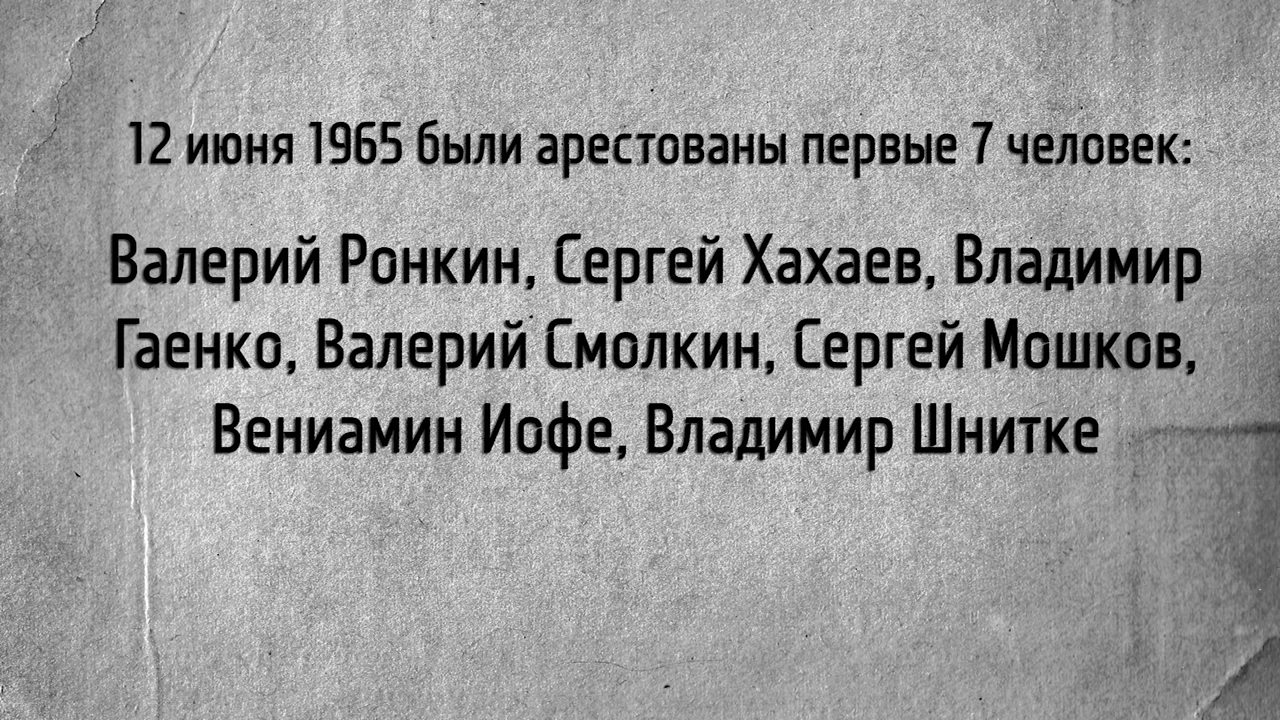 12 июня 1965 были арестованы первые 7 человек:
Валерий Ронкин, Сергей Хахаев, Владимир
Гаенко, Валерий Смолкин, Сергей Мошков,
Вениамин Иофе, Владимир Шнитке